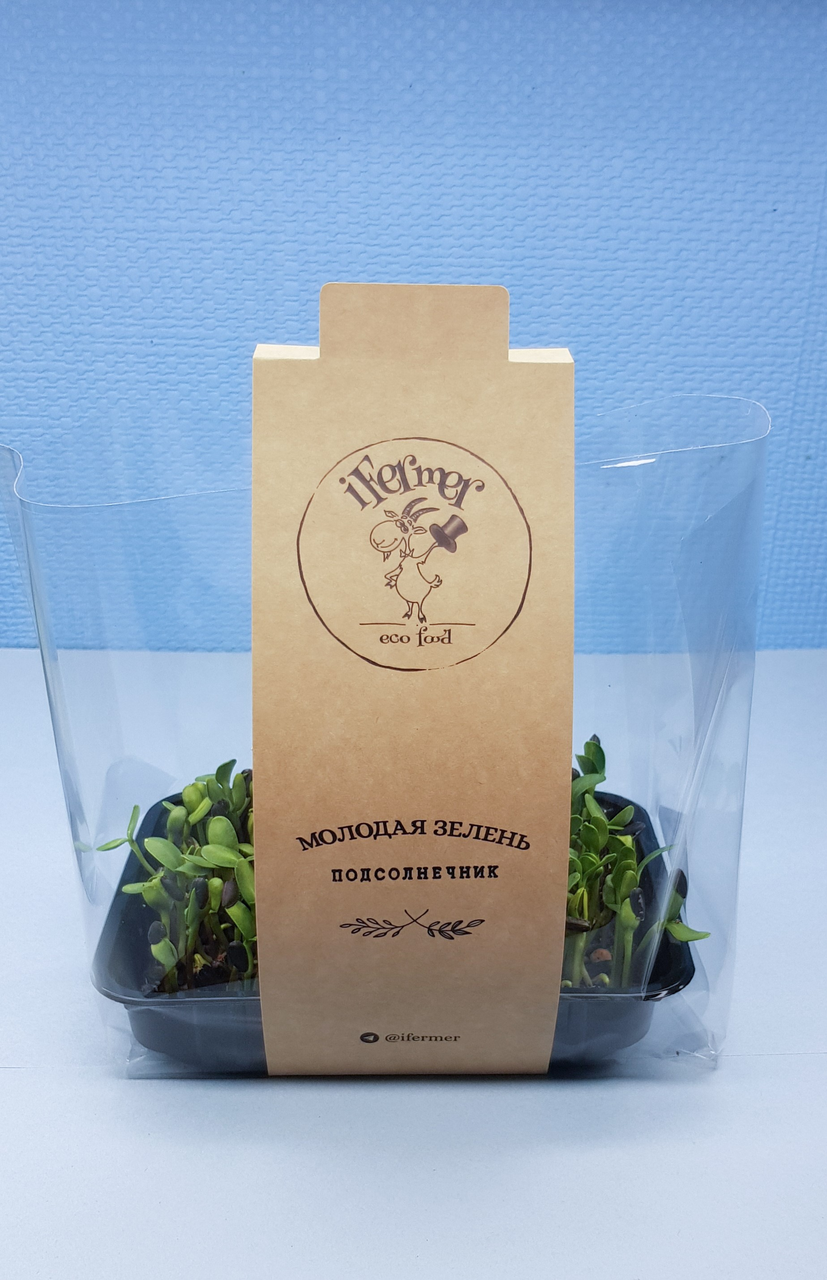 iFermer
eco food
МОЛОДАЯ ЗЕЛЕНЬ
ПОДСОЛНЕЧНИК
@ifermer